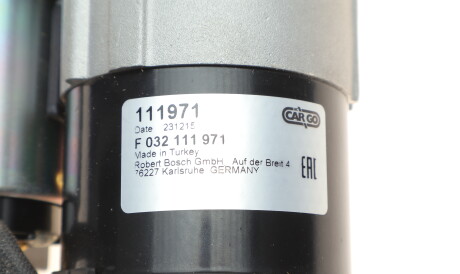 111971
CARGO
Date 231215
F 032 111 971
Made in Turkey
Robert Bosch GmbH Auf der Breit 4
76227 Karlsruhe GERMANY
EAC